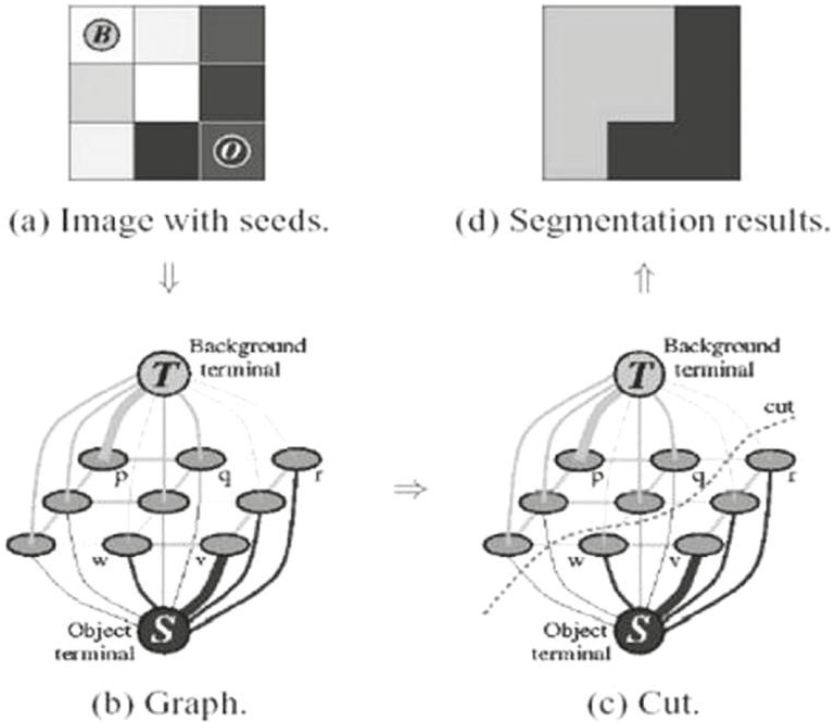 B
O
(a) Image with seeds.
(d) Segmentation results.
⇓
⇑
Background
terminal
T
p
q
r
w
v
Object
terminal
S
(b) Graph.
⇒
Background
terminal
T
cut
p
q
r
w
v
Object
terminal
S
(c) Cut.